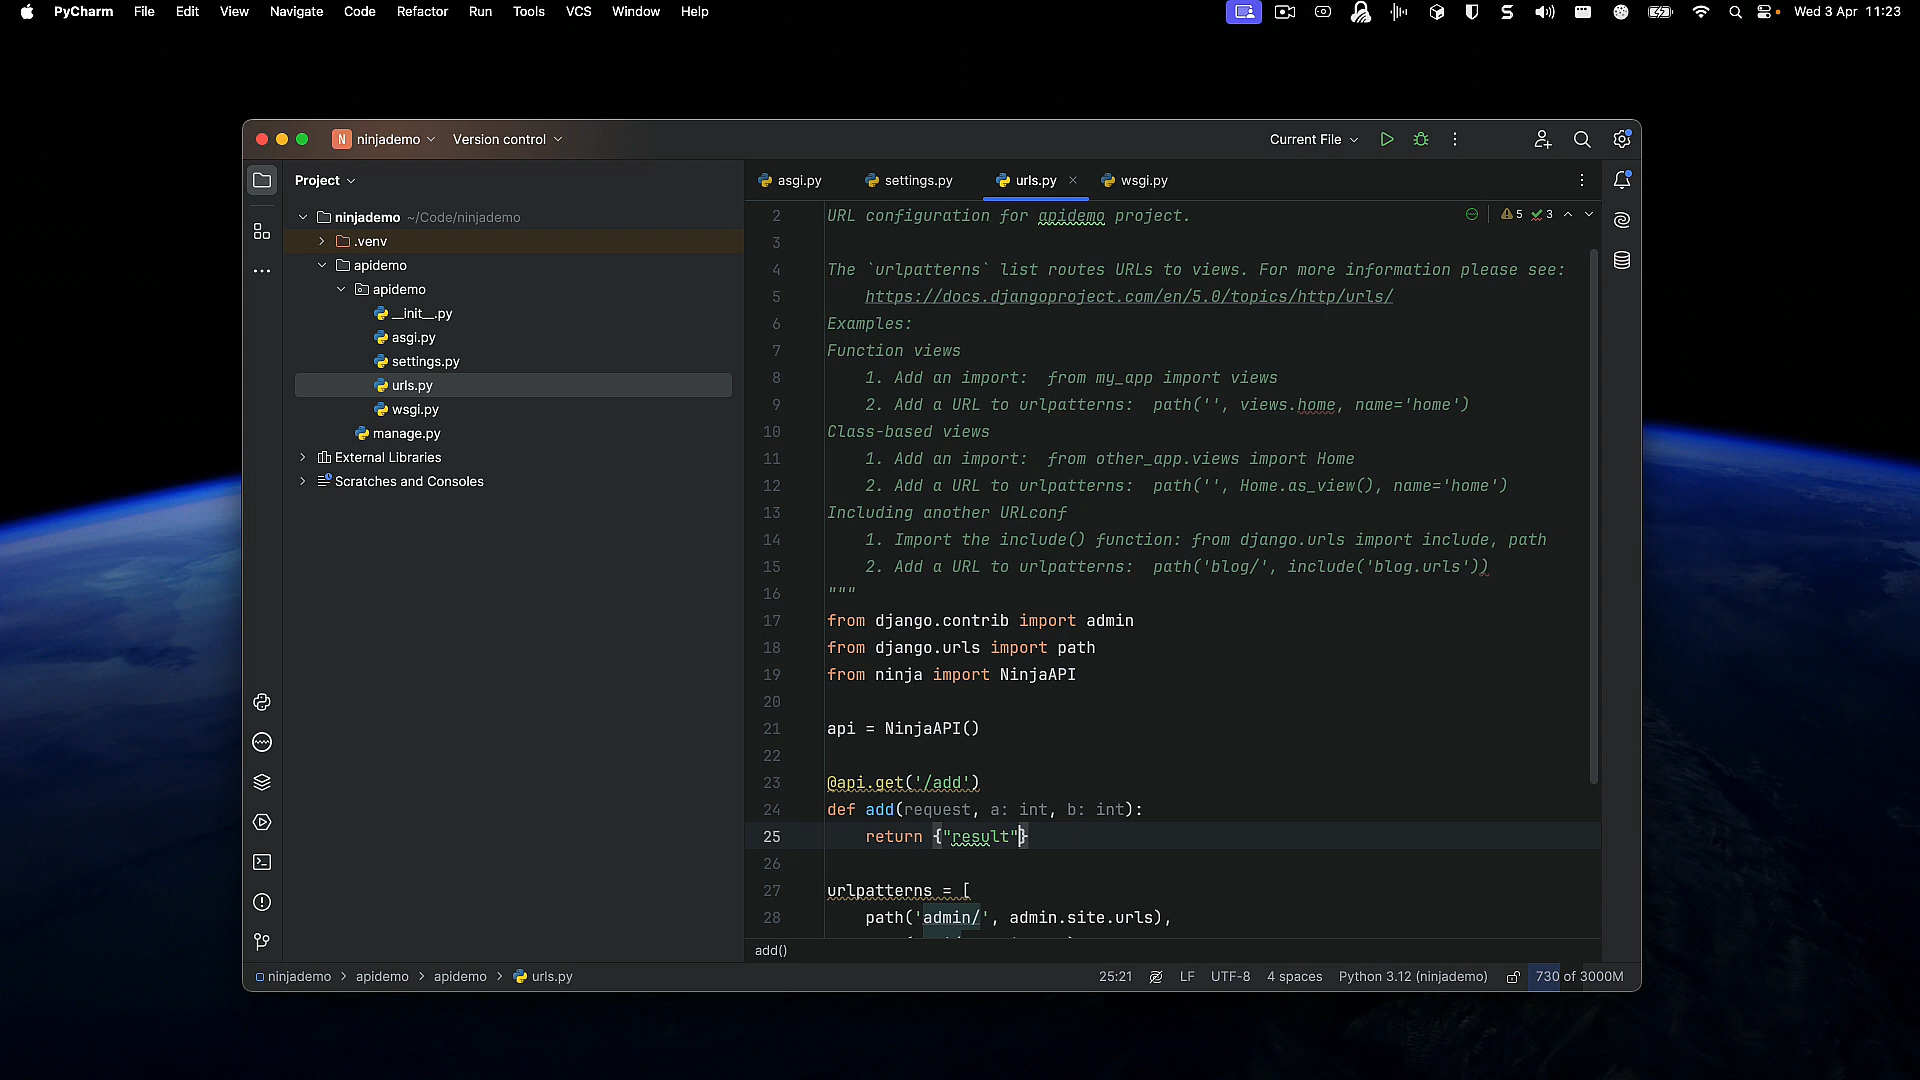 PyCharm File Edit View Navigate Code Refactor Run Tools VCS Window Help Wed 3 Apr 11:23
N ninjademo Version control Current File
Project
asgi.py settings.py urls.py wsgi.py
ninjademo ~/Code/ninjademo
.venv
apidemo
apidemo
__init__.py
asgi.py
settings.py
urls.py
wsgi.py
manage.py
External Libraries
Scratches and Consoles
5 3
2 URL configuration for apidemo project.
3
4 The `urlpatterns` list routes URLs to views. For more information please see:
5 https://docs.djangoproject.com/en/5.0/topics/http/urls/
6 Examples:
7 Function views
8 1. Add an import:  from my_app import views
9 2. Add a URL to urlpatterns:  path('', views.home, name='home')
10 Class-based views
11 1. Add an import:  from other_app.views import Home
12 2. Add a URL to urlpatterns:  path('', Home.as_view(), name='home')
13 Including another URLconf
14 1. Import the include() function: from django.urls import include, path
15 2. Add a URL to urlpatterns:  path('blog/', include('blog.urls'))
16 """
17 from django.contrib import admin
18 from django.urls import path
19 from ninja import NinjaAPI
20
21 api = NinjaAPI()
22
23 @api.get('/add')
24 def add(request, a: int, b: int):
25 return {"result"}
26
27 urlpatterns = [
28 path('admin/', admin.site.urls),
add()
ninjademo apidemo apidemo urls.py 25:21 LF UTF-8 4 spaces Python 3.12 (ninjademo) 730 of 3000M